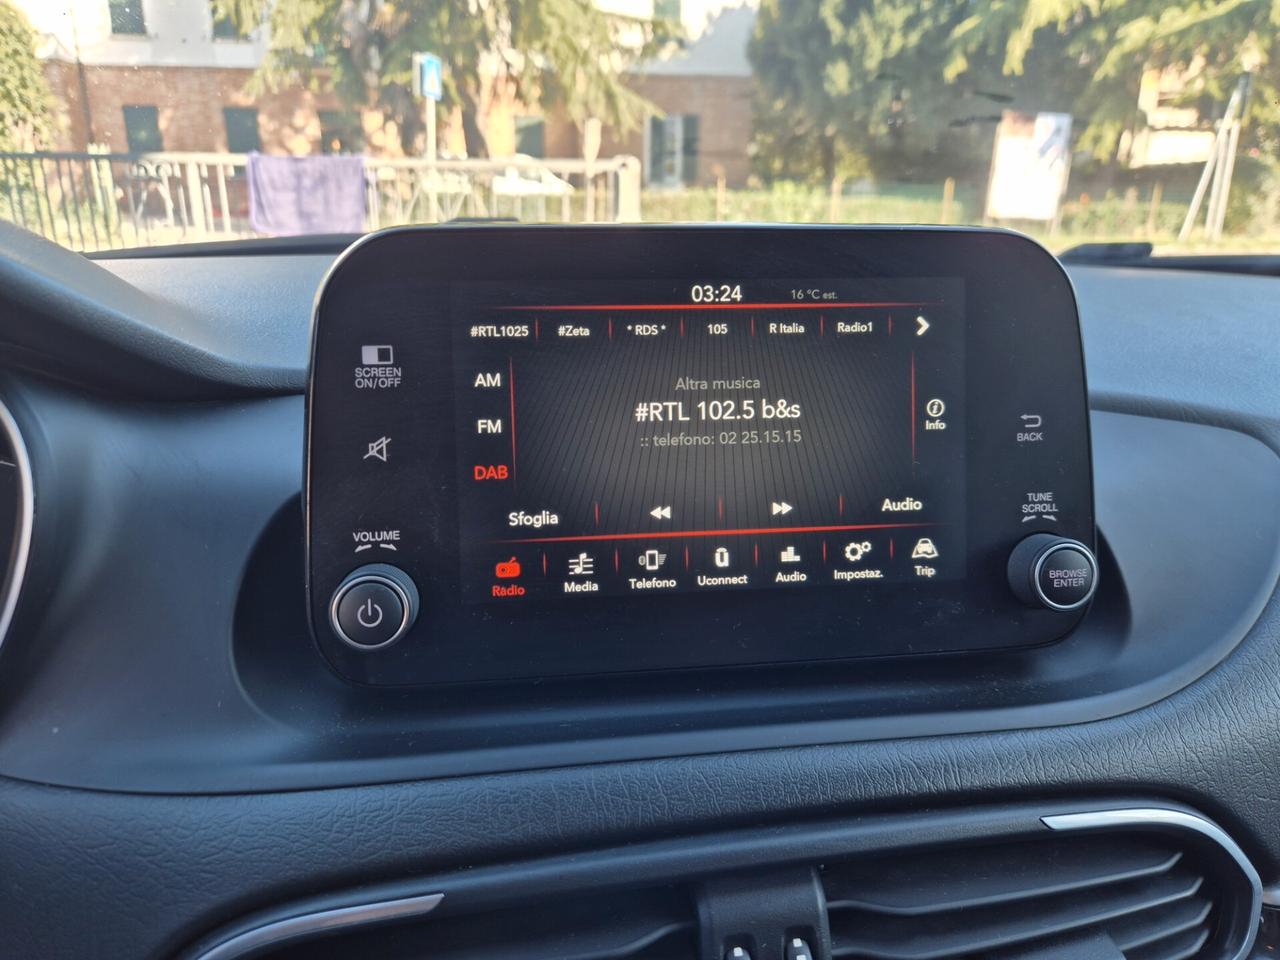 03:24 16 °C est.
#RTL1025 #Zeta * RDS * 105 R Italia Radio1
SCREEN
ON/OFF
AM
FM
DAB
Altra musica
#RTL 102.5 b&s
:: telefono: 02 25.15.15
Info
BACK
Sfoglia Audio
TUNE
SCROLL
VOLUME
Radio Media Telefono Uconnect Audio Impostaz. Trip
BROWSE
ENTER